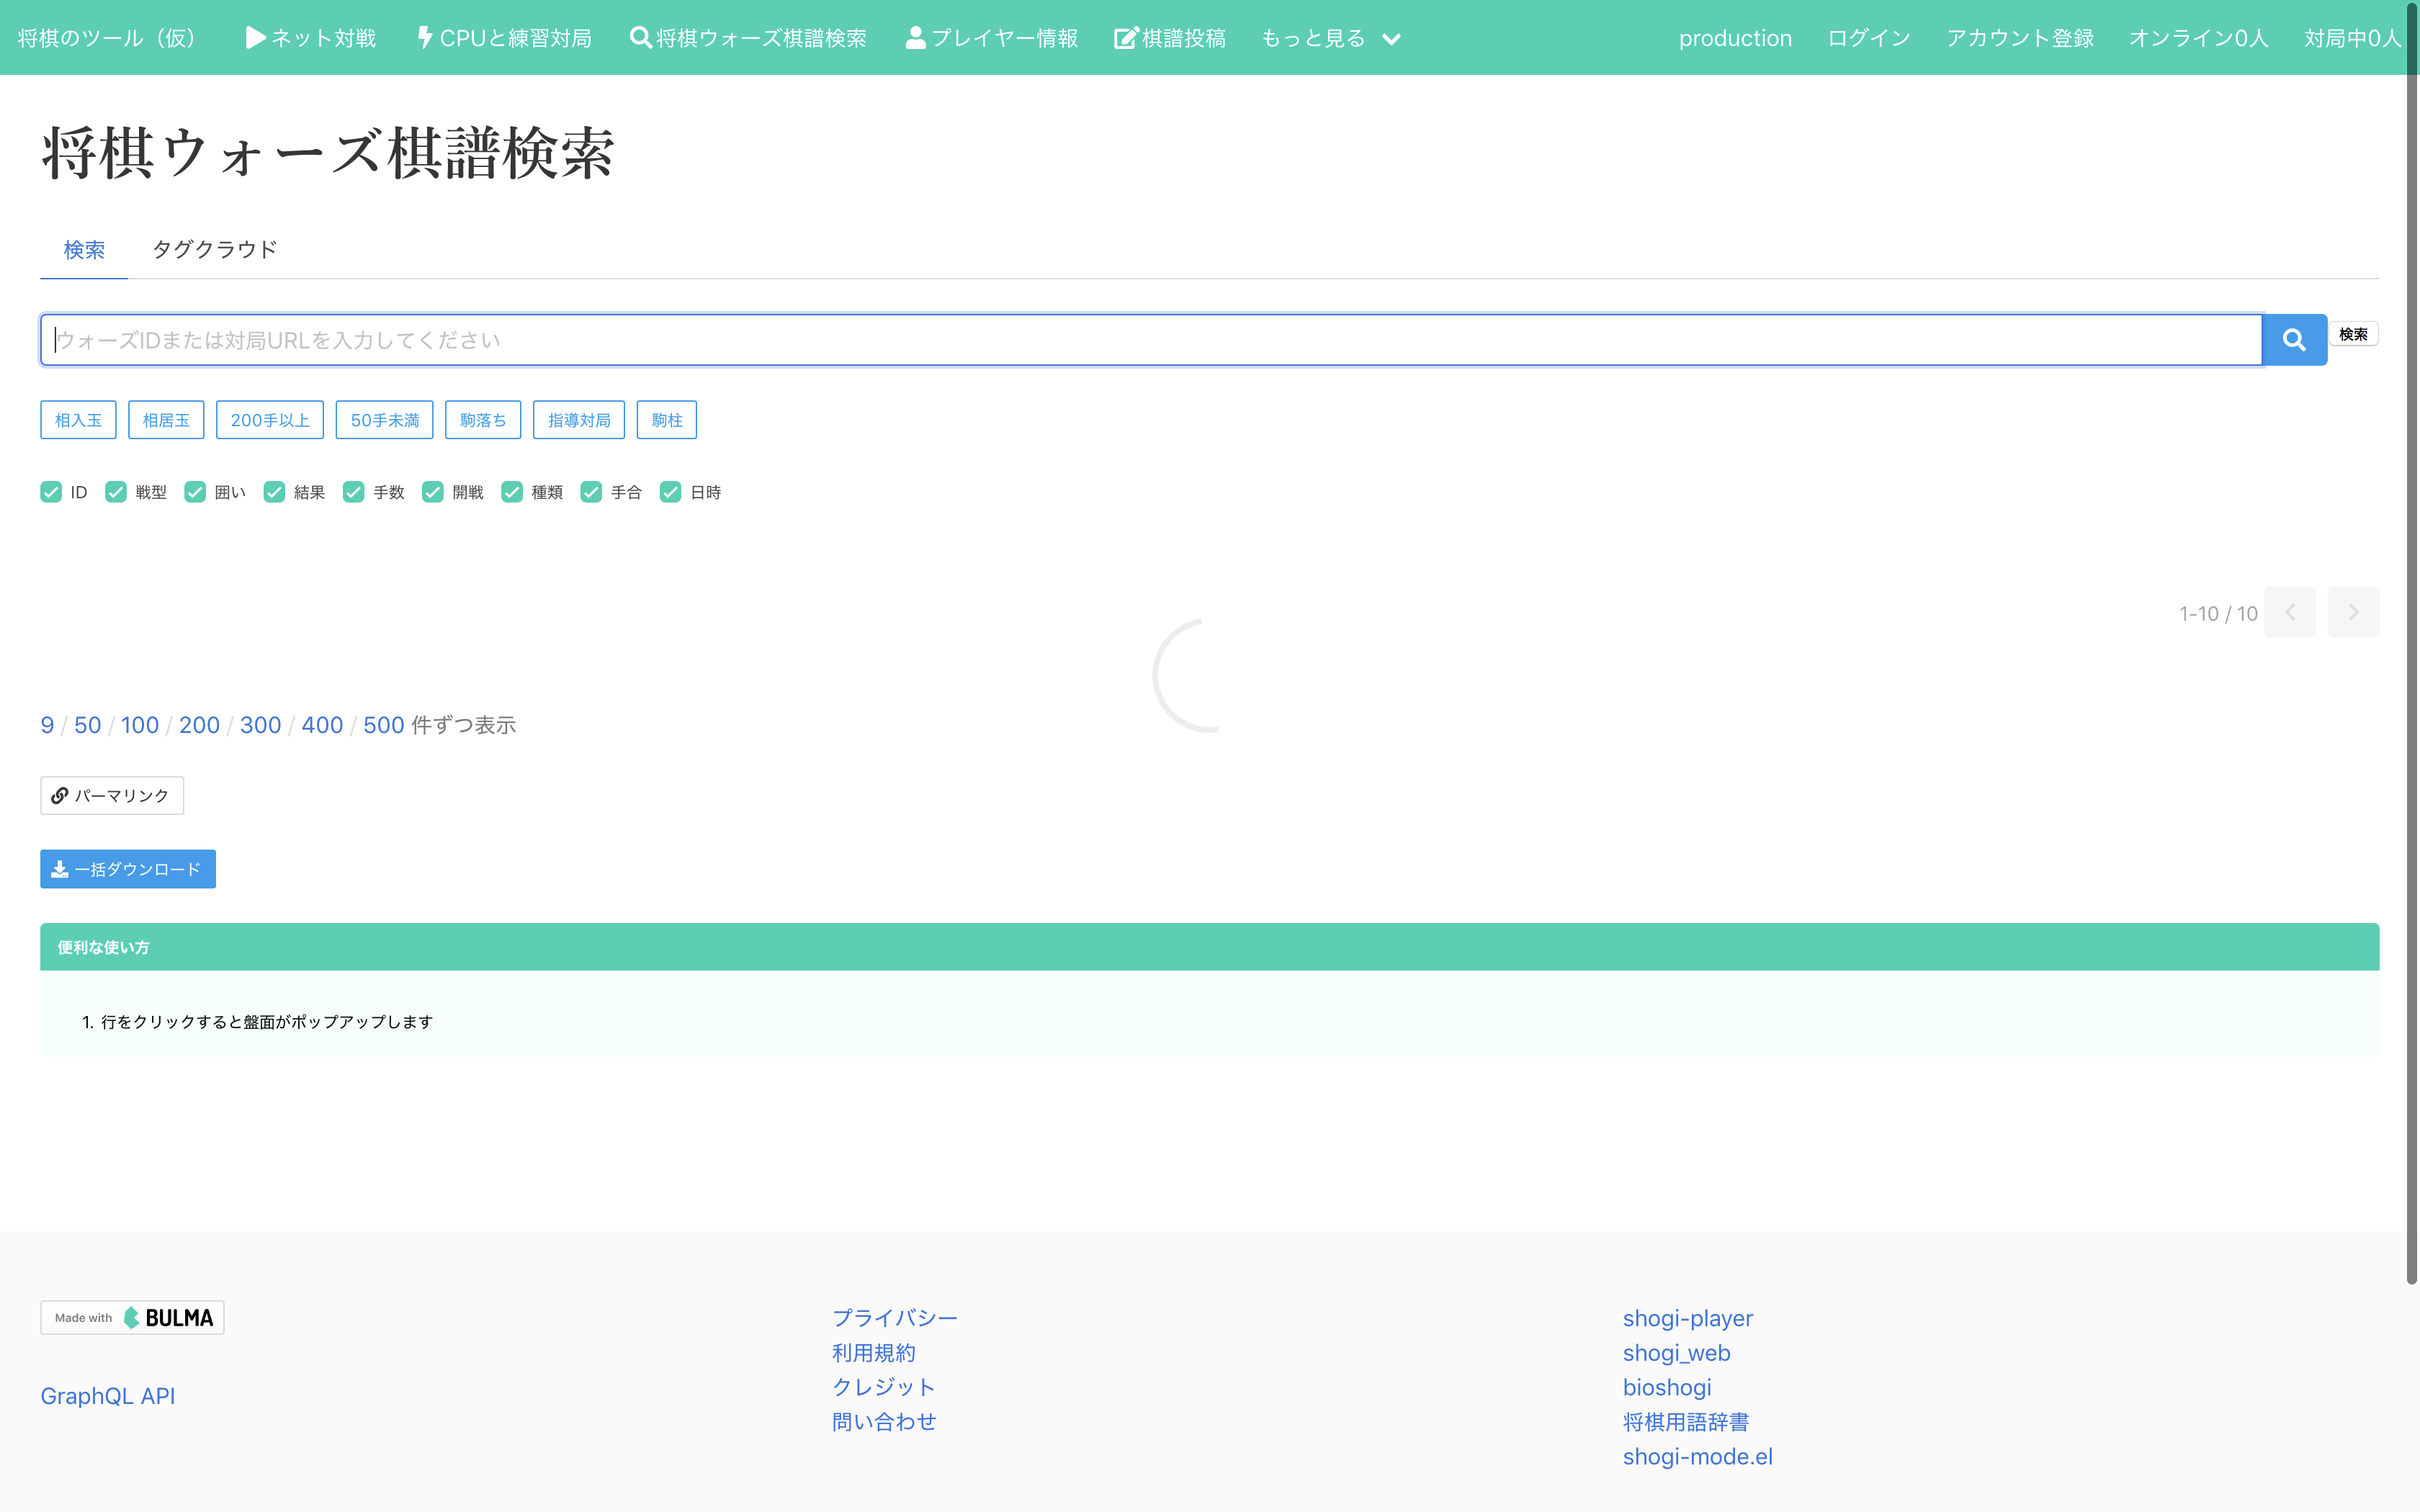 将棋のツール（仮） ネット対戦 CPUと練習対局 将棋ウォーズ棋譜検索 プレイヤー情報 棋譜投稿 もっと見る production ログイン アカウント登録 オンライン0人 対局中0人
将棋ウォーズ棋譜検索
検索 タグクラウド
ウォーズIDまたは対局URLを入力してください 検索
相入玉 相居玉 200手以上 50手未満 駒落ち 指導対局 駒柱
ID 戦型 囲い 結果 手数 開戦 種類 手合 日時
1-10 / 10
9 / 50 / 100 / 200 / 300 / 400 / 500 件ずつ表示
パーマリンク
一括ダウンロード
便利な使い方
1. 行をクリックすると盤面がポップアップします
Made with BULMA
GraphQL API
プライバシー
利用規約
クレジット
問い合わせ
shogi-player
shogi_web
bioshogi
将棋用語辞書
shogi-mode.el